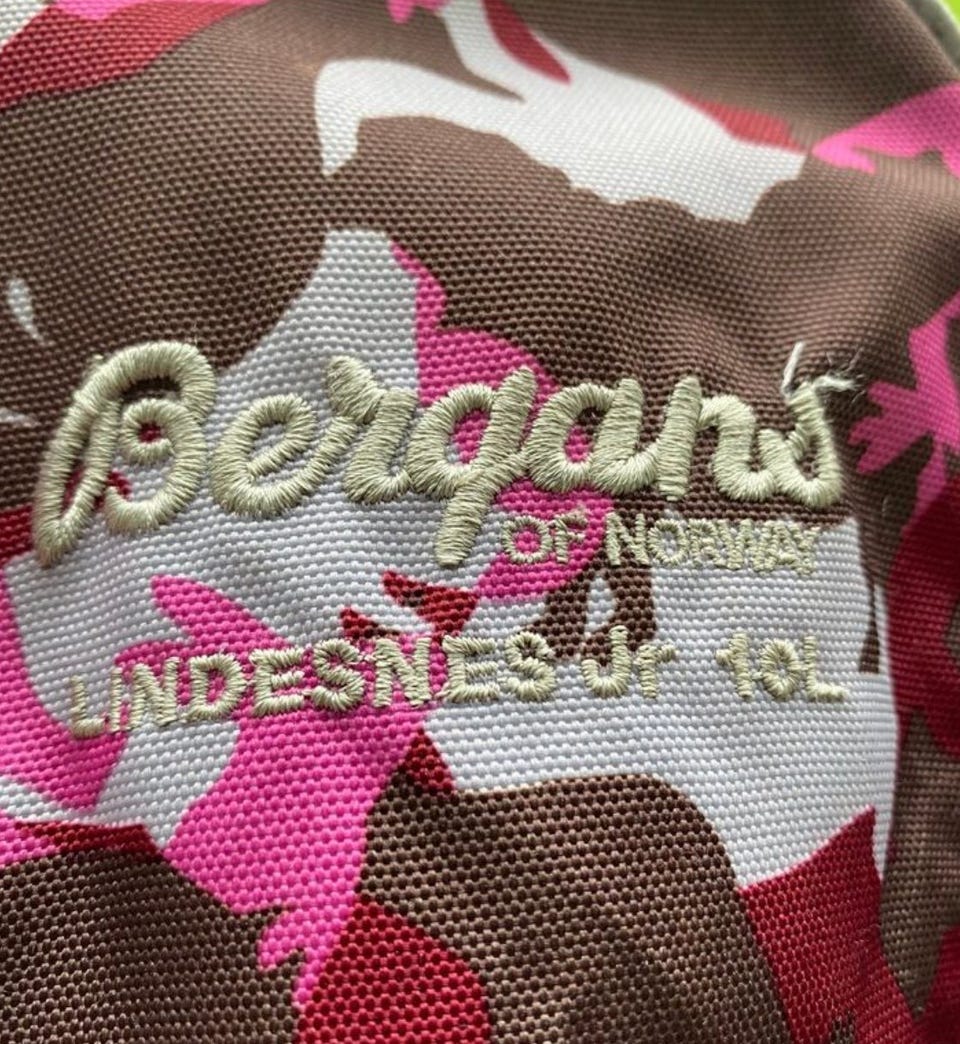 Bergans
OF NORWAY
LINDESNES Jr 10L